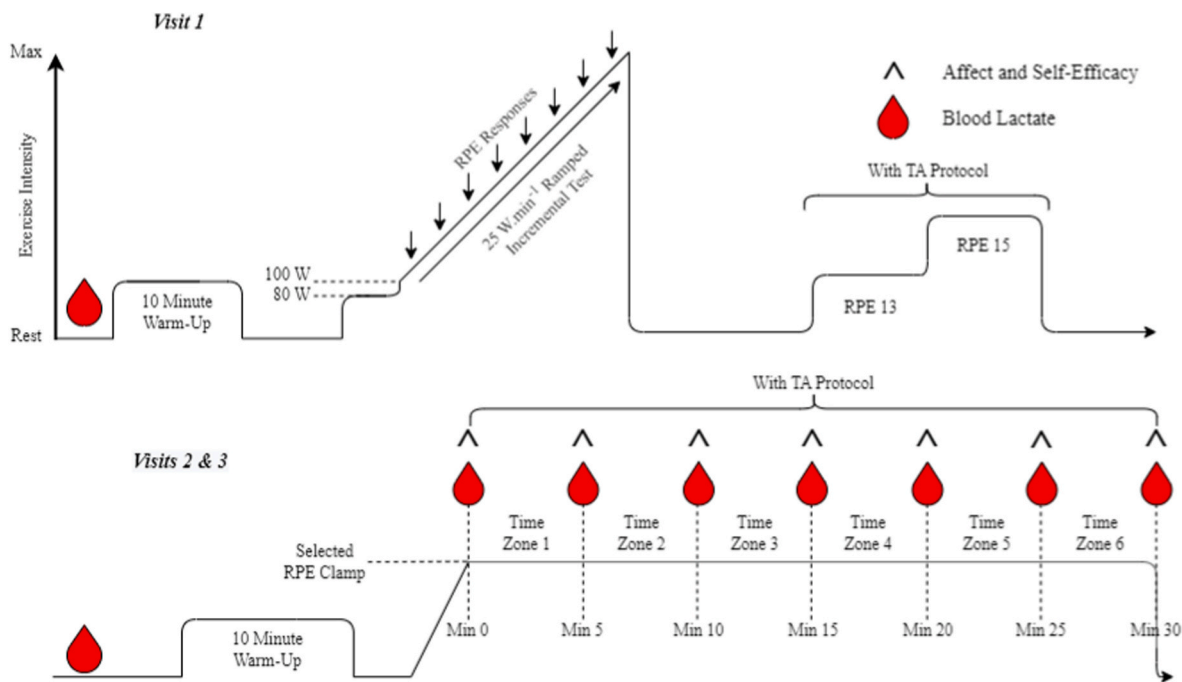 Visit 1
Max
Exercise Intensity
Rest
10 Minute
Warm-Up
100 W
80 W
RPE Responses
25 W.min⁻¹ Ramped
Incremental Test
Affect and Self-Efficacy
Blood Lactate
With TA Protocol
RPE 13
RPE 15
With TA Protocol
Visits 2 & 3
Time
Zone 1
Time
Zone 2
Time
Zone 3
Time
Zone 4
Time
Zone 5
Time
Zone 6
Selected
RPE Clamp
10 Minute
Warm-Up
Min 0
Min 5
Min 10
Min 15
Min 20
Min 25
Min 30